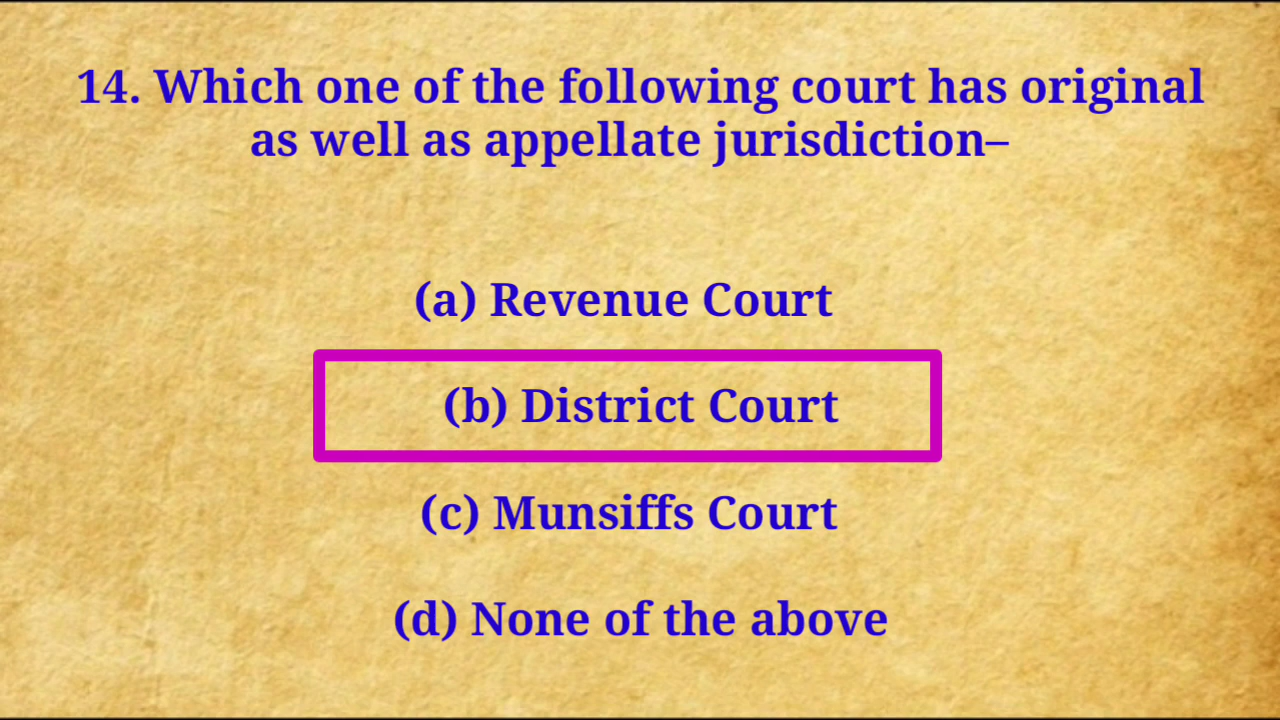 14. Which one of the following court has original
as well as appellate jurisdiction–
(a) Revenue Court
(b) District Court
(c) Munsiffs Court
(d) None of the above